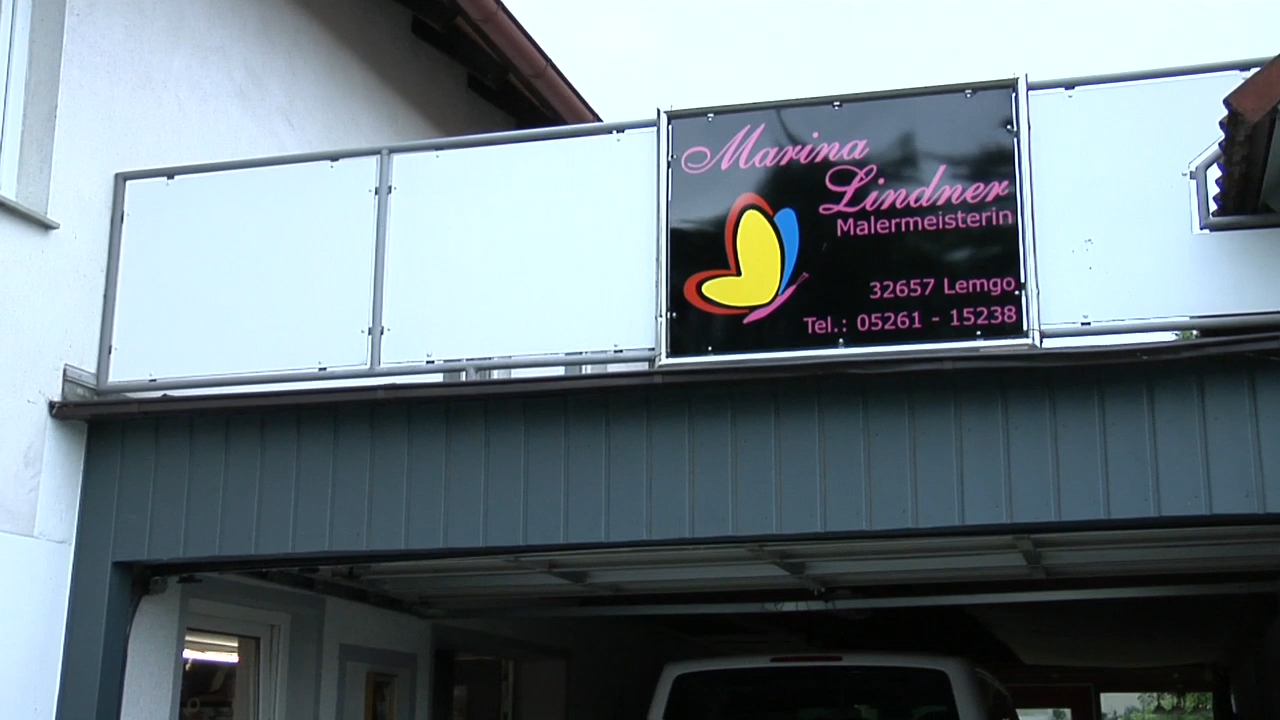 Marina
Lindner
Malermeisterin
32657 Lemgo
Tel.: 05261 - 15238